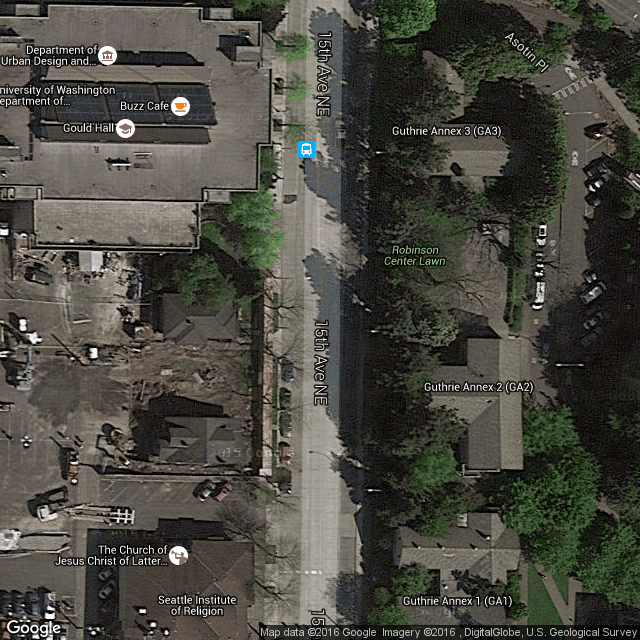 Department of
Urban Design and...
University of Washington
Department of...
Buzz Cafe
Gould Hall
15th Ave NE
Asotin Pl
Guthrie Annex 3 (GA3)
Robinson
Center Lawn
15th Ave NE
Guthrie Annex 2 (GA2)
The Church of
Jesus Christ of Latter...
Seattle Institute
of Religion
Guthrie Annex 1 (GA1)
15
Google
Map data ©2016 Google Imagery ©2016 , DigitalGlobe, U.S. Geological Survey